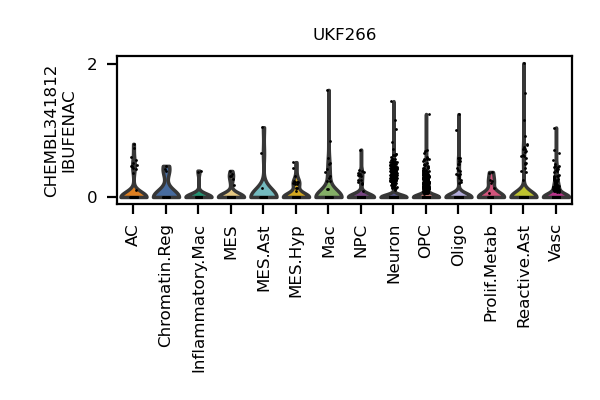 UKF266
CHEMBL341812
IBUFENAC
2
0
AC
Chromatin.Reg
Inflammatory.Mac
MES
MES.Ast
MES.Hyp
Mac
NPC
Neuron
OPC
Oligo
Prolif.Metab
Reactive.Ast
Vasc